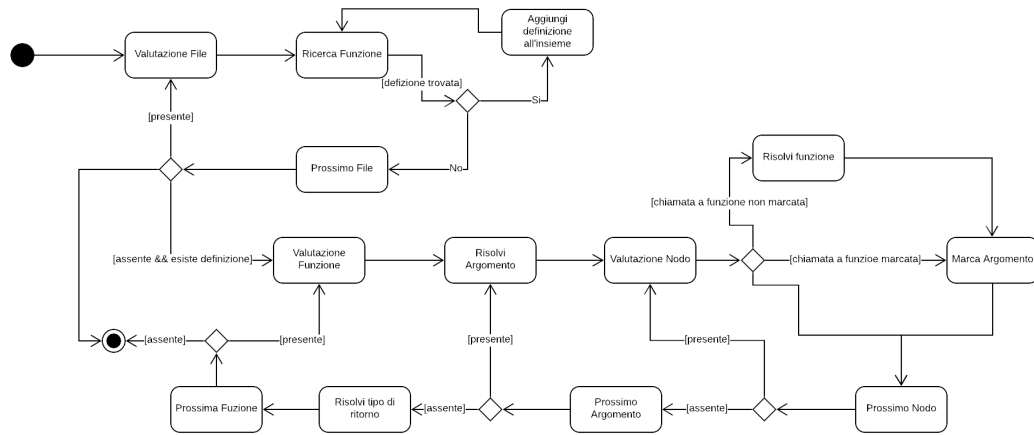 Aggiungi
definizione
all'insieme
Valutazione File
Ricerca Funzione
[defizione trovata]
Si
[presente]
Prossimo File
No
Risolvi funzione
[chiamata a funzione non marcata]
[assente && esiste definizione]
Valutazione
Funzione
Risolvi
Argomento
Valutazione Nodo
[chiamata a funzioe marcata]
Marca Argomento
[assente]
[presente]
[presente]
[presente]
Prossima Fuzione
Risolvi tipo di
ritorno
[assente]
Prossimo
Argomento
[assente]
Prossimo Nodo